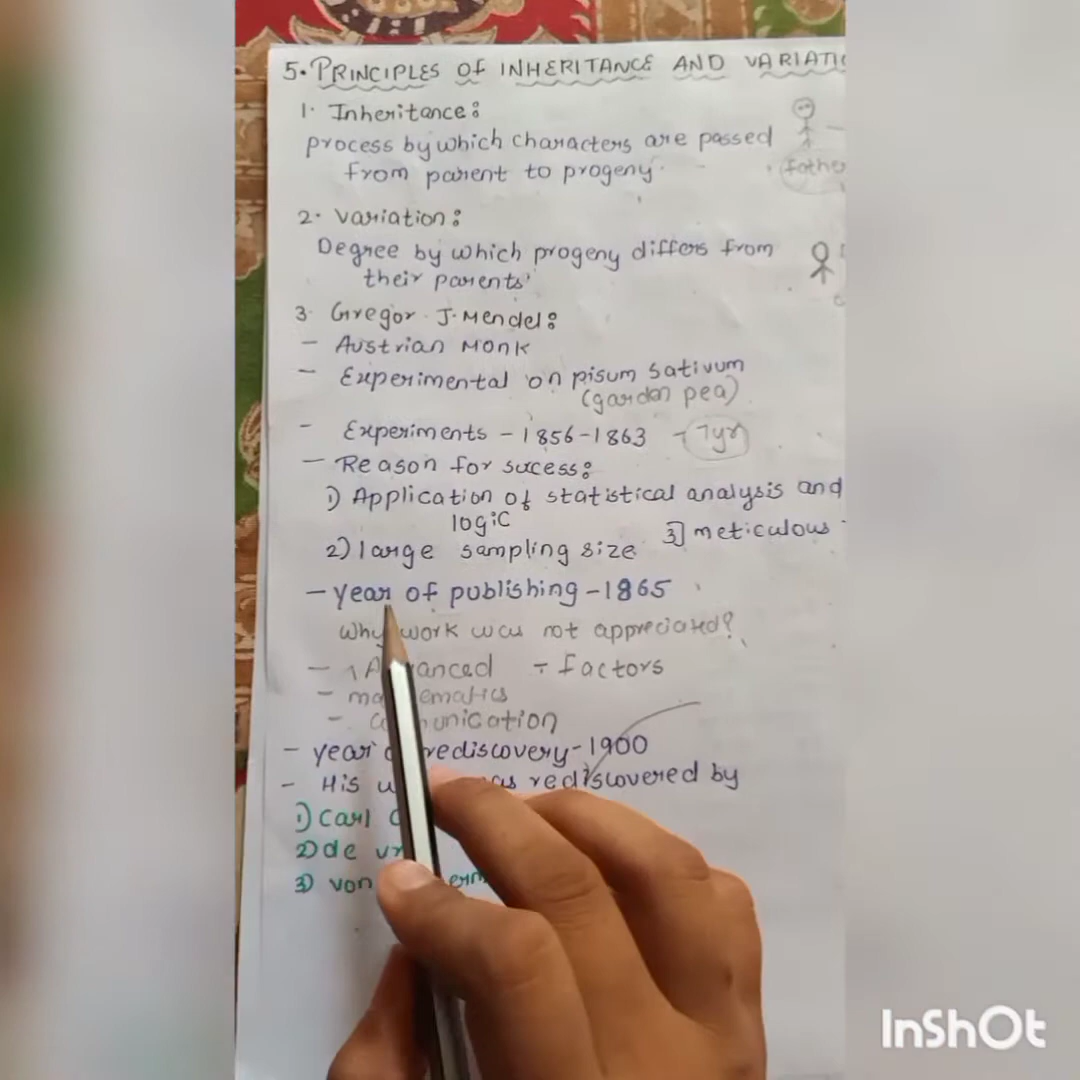 5. PRINCIPLES OF INHERITANCE AND VARIATI
1. Inheritance:
process by which characters are passed
from parent to progeny.
fathe
2. Variation:
Degree by which progeny differs from
their parents
3. Gregor J. Mendel:
- Austrian Monk
- Experimental on pisum sativum
(garden pea)
- Experiments - 1856-1863 - 7yr
- Reason for sucess:
1) Application of statistical analysis and
logic
3] meticulous
2) large sampling size
- year of publishing - 1865
Why work was not appreciated?
- factors
- communication
- year rediscovery - 1900
- His rediscovered by
1) Carl
2) de
3) von
InShOt